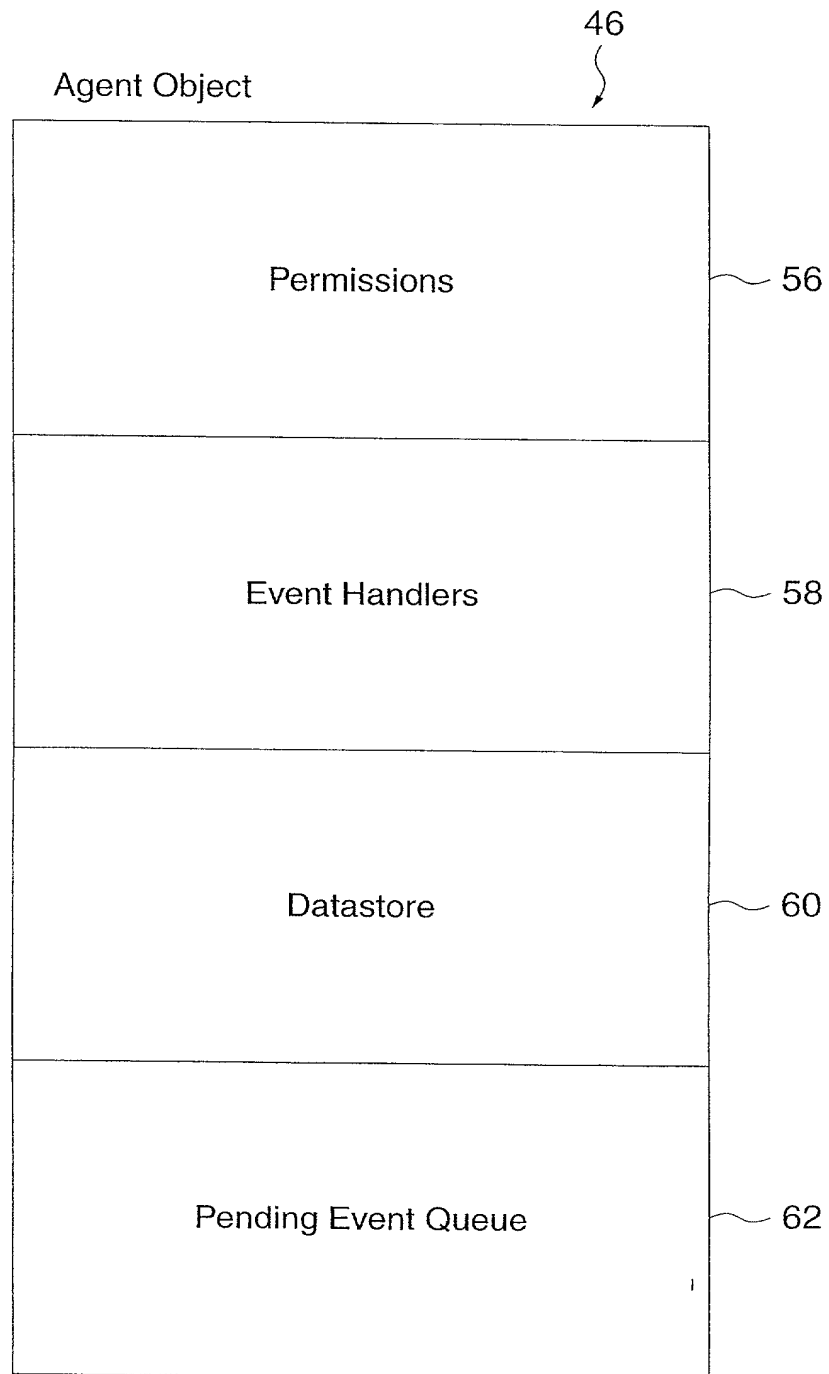 46
Agent Object
Permissions
56
Event Handlers
58
Datastore
60
Pending Event Queue
62